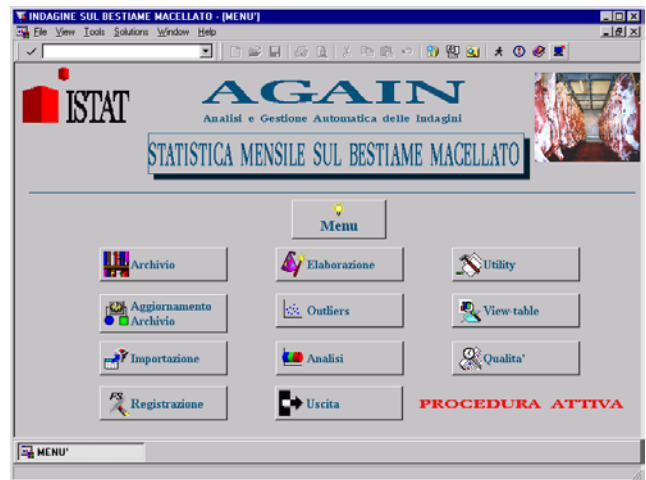 INDAGINE SUL BESTIAME MACELLATO - [MENU']
File View Tools Solutions Window Help
ISTAT
AGAIN
Analisi e Gestione Automatica delle Indagini
STATISTICA MENSILE SUL BESTIAME MACELLATO
Menu
Archivio
Elaborazione
Utility
Aggiornamento
Archivio
Outliers
View-table
Importazione
Analisi
Qualita'
FS
Registrazione
Uscita
PROCEDURA ATTIVA
MENU'